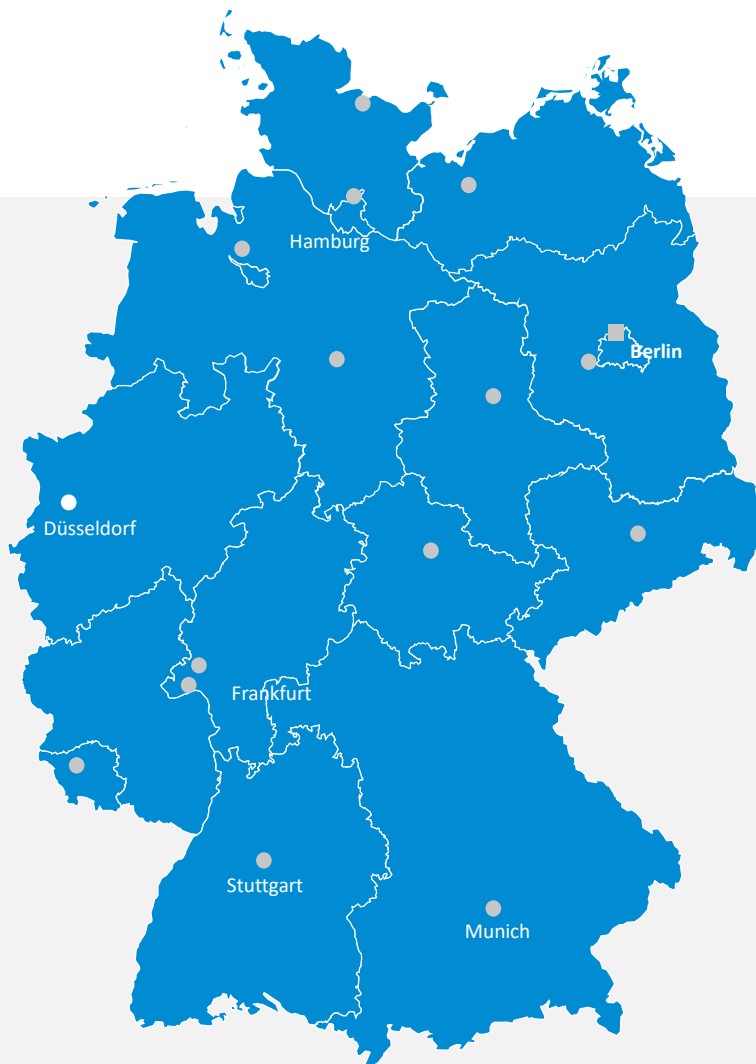 Hamburg
Berlin
Düsseldorf
Frankfurt
Stuttgart
Munich